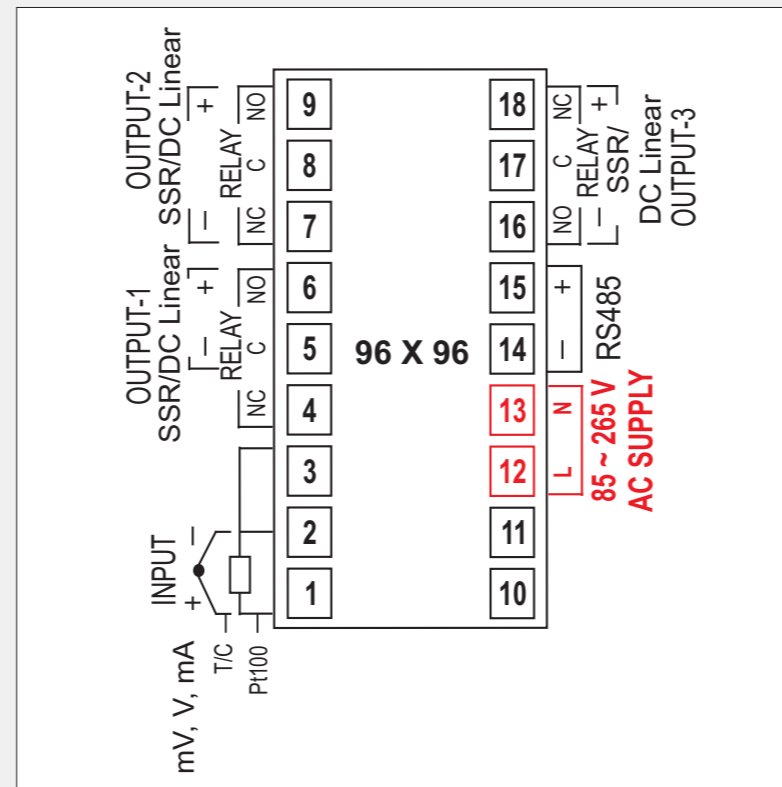 OUTPUT-2
SSR/DC Linear
− +
RELAY
NC C NO
OUTPUT-1
SSR/DC Linear
− +
RELAY
NC C NO
INPUT
+ −
mV, V, mA
T/C
Pt100
9
8
7
6
5
4
3
2
1
96 X 96
18
17
16
15
14
13
12
11
10
NO C NC
RELAY
− +
SSR/
DC Linear
OUTPUT-3
− +
RS485
L N
85 ~ 265 V
AC SUPPLY